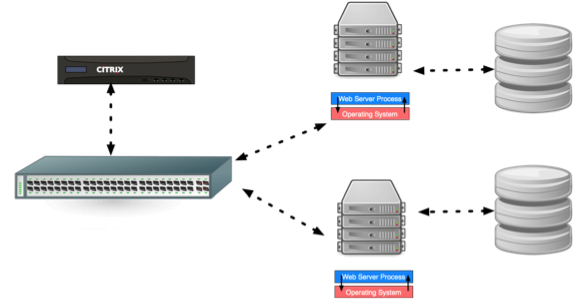 CITRIX
Web Server Process
Operating System
Web Server Process
Operating System